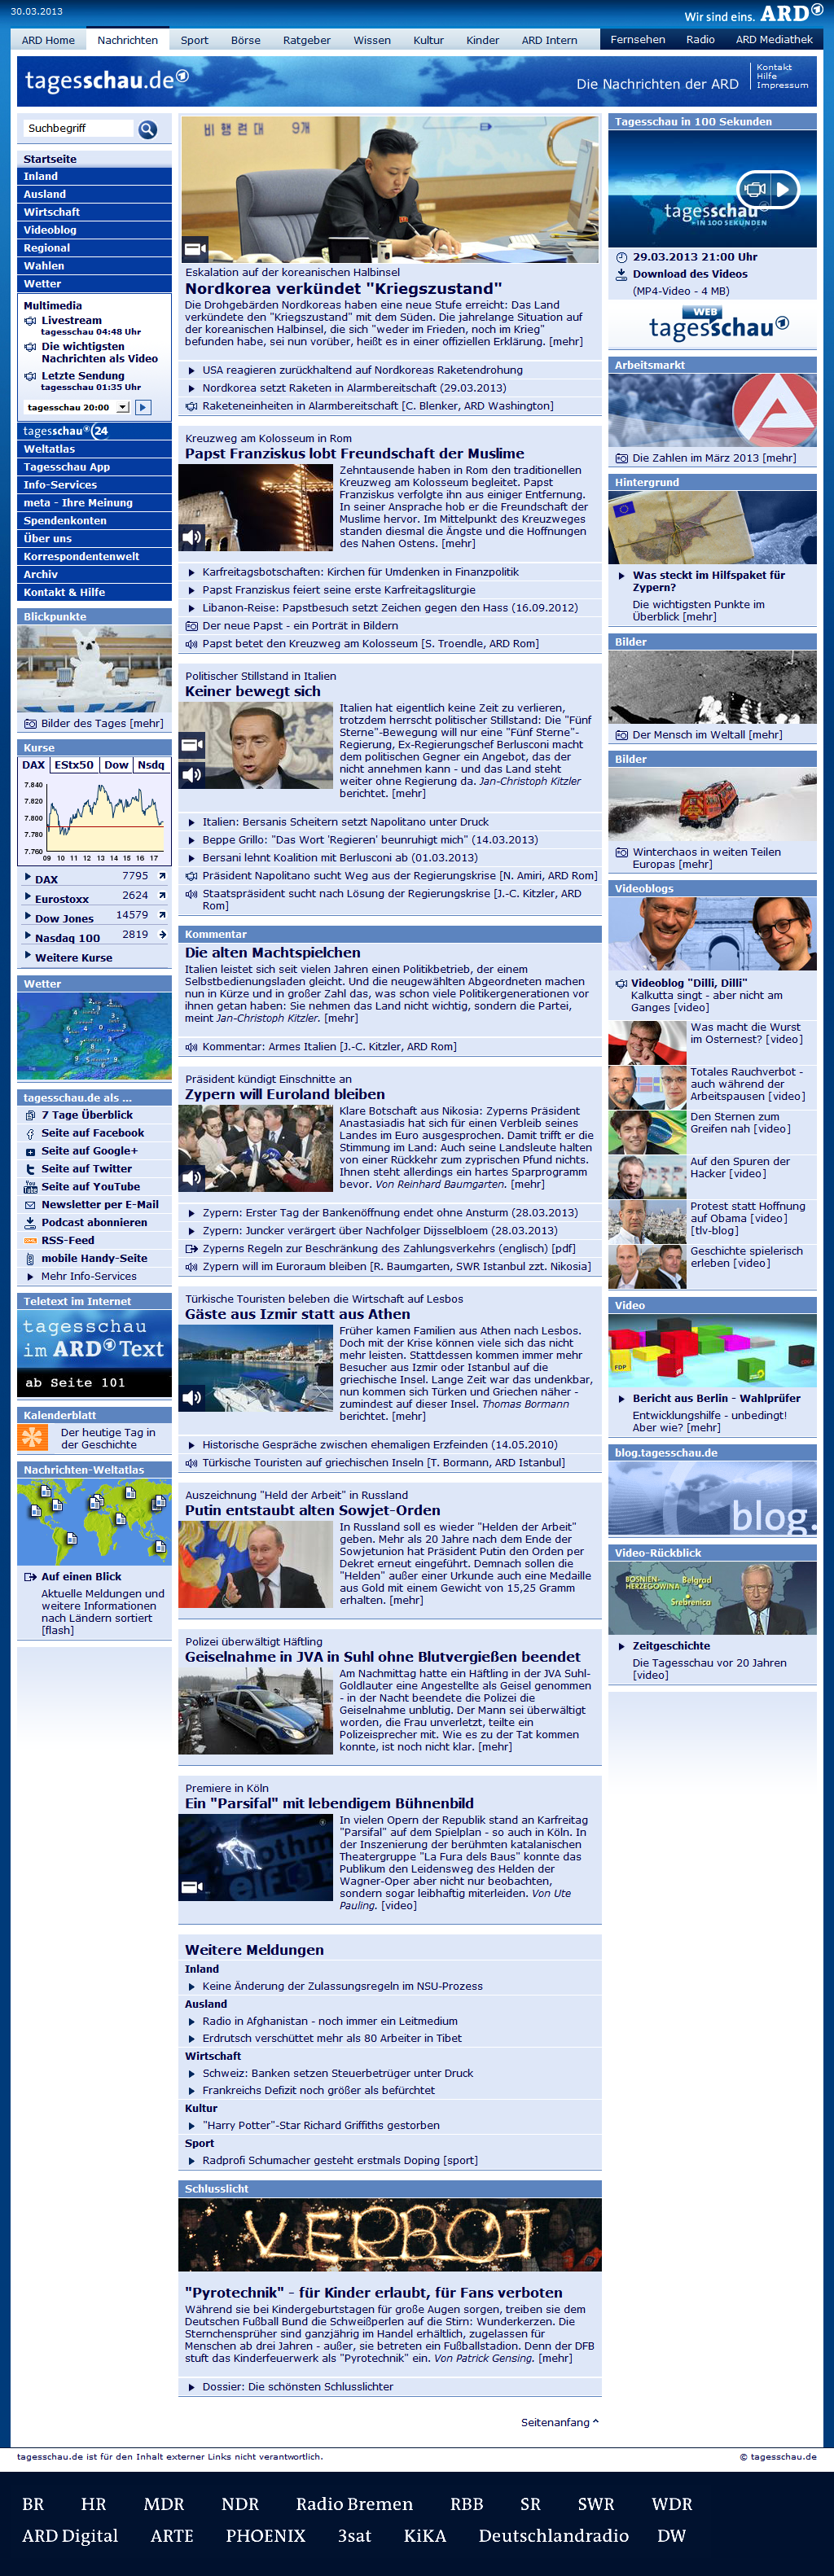 30.03.2013
Wir sind eins. ARD
ARD Home Nachrichten Sport Börse Ratgeber Wissen Kultur Kinder ARD Intern Fernsehen Radio ARD Mediathek
tagesschau.de
Die Nachrichten der ARD
Kontakt
Hilfe
Impressum
Suchbegriff
Startseite
Inland
Ausland
Wirtschaft
Videoblog
Regional
Wahlen
Wetter
Multimedia
Livestream
tagesschau 04:48 Uhr
Die wichtigsten
Nachrichten als Video
Letzte Sendung
tagesschau 01:35 Uhr
tagesschau 20:00
tagesschau 24
Weltatlas
Tagesschau App
Info-Services
meta - Ihre Meinung
Spendenkonten
Über uns
Korrespondentenwelt
Archiv
Kontakt & Hilfe
Blickpunkte
Bilder des Tages [mehr]
Kurse
DAX EStx50 Dow Nsdq
7.840
7.820
7.800
7.780
7.760
09 10 11 12 13 14 15 16 17
DAX 7795
Eurostoxx 2624
Dow Jones 14579
Nasdaq 100 2819
Weitere Kurse
Wetter
tagesschau.de als ...
7 Tage Überblick
Seite auf Facebook
Seite auf Google+
Seite auf Twitter
Seite auf YouTube
Newsletter per E-Mail
Podcast abonnieren
RSS-Feed
mobile Handy-Seite
Mehr Info-Services
Teletext im Internet
tagesschau
im ARD Text
ab Seite 101
Kalenderblatt
Der heutige Tag in
der Geschichte
Nachrichten-Weltatlas
Auf einen Blick
Aktuelle Meldungen und
weitere Informationen
nach Ländern sortiert
[flash]
비행련대 9개
Eskalation auf der koreanischen Halbinsel
Nordkorea verkündet "Kriegszustand"
Die Drohgebärden Nordkoreas haben eine neue Stufe erreicht: Das Land
verkündete den "Kriegszustand" mit dem Süden. Die jahrelange Situation auf
der koreanischen Halbinsel, die sich "weder im Frieden, noch im Krieg"
befunden habe, sei nun vorüber, heißt es in einer offiziellen Erklärung. [mehr]
USA reagieren zurückhaltend auf Nordkoreas Raketendrohung
Nordkorea setzt Raketen in Alarmbereitschaft (29.03.2013)
Raketeneinheiten in Alarmbereitschaft [C. Blenker, ARD Washington]
Kreuzweg am Kolosseum in Rom
Papst Franziskus lobt Freundschaft der Muslime
Zehntausende haben in Rom den traditionellen
Kreuzweg am Kolosseum begleitet. Papst
Franziskus verfolgte ihn aus einiger Entfernung.
In seiner Ansprache hob er die Freundschaft der
Muslime hervor. Im Mittelpunkt des Kreuzweges
standen diesmal die Ängste und die Hoffnungen
des Nahen Ostens. [mehr]
Karfreitagsbotschaften: Kirchen für Umdenken in Finanzpolitik
Papst Franziskus feiert seine erste Karfreitagsliturgie
Libanon-Reise: Papstbesuch setzt Zeichen gegen den Hass (16.09.2012)
Der neue Papst - ein Porträt in Bildern
Papst betet den Kreuzweg am Kolosseum [S. Troendle, ARD Rom]
Politischer Stillstand in Italien
Keiner bewegt sich
Italien hat eigentlich keine Zeit zu verlieren,
trotzdem herrscht politischer Stillstand: Die "Fünf
Sterne"-Bewegung will nur eine "Fünf Sterne"-
Regierung, Ex-Regierungschef Berlusconi macht
dem politischen Gegner ein Angebot, das der
nicht annehmen kann - und das Land steht
weiter ohne Regierung da. Jan-Christoph Kitzler
berichtet. [mehr]
Italien: Bersanis Scheitern setzt Napolitano unter Druck
Beppe Grillo: "Das Wort 'Regieren' beunruhigt mich" (14.03.2013)
Bersani lehnt Koalition mit Berlusconi ab (01.03.2013)
Präsident Napolitano sucht Weg aus der Regierungskrise [N. Amiri, ARD Rom]
Staatspräsident sucht nach Lösung der Regierungskrise [J.-C. Kitzler, ARD
Rom]
Kommentar
Die alten Machtspielchen
Italien leistet sich seit vielen Jahren einen Politikbetrieb, der einem
Selbstbedienungsladen gleicht. Und die neugewählten Abgeordneten machen
nun in Kürze und in großer Zahl das, was schon viele Politikergenerationen vor
ihnen getan haben: Sie nehmen das Land nicht wichtig, sondern die Partei,
meint Jan-Christoph Kitzler. [mehr]
Kommentar: Armes Italien [J.-C. Kitzler, ARD Rom]
Präsident kündigt Einschnitte an
Zypern will Euroland bleiben
Klare Botschaft aus Nikosia: Zyperns Präsident
Anastasiadis hat sich für einen Verbleib seines
Landes im Euro ausgesprochen. Damit trifft er die
Stimmung im Land: Auch seine Landsleute halten
von einer Rückkehr zum zyprischen Pfund nichts.
Ihnen steht allerdings ein hartes Sparprogramm
bevor. Von Reinhard Baumgarten. [mehr]
Zypern: Erster Tag der Bankenöffnung endet ohne Ansturm (28.03.2013)
Zypern: Juncker verärgert über Nachfolger Dijsselbloem (28.03.2013)
Zyperns Regeln zur Beschränkung des Zahlungsverkehrs (englisch) [pdf]
Zypern will im Euroraum bleiben [R. Baumgarten, SWR Istanbul zzt. Nikosia]
Türkische Touristen beleben die Wirtschaft auf Lesbos
Gäste aus Izmir statt aus Athen
Früher kamen Familien aus Athen nach Lesbos.
Doch mit der Krise können viele sich das nicht
mehr leisten. Stattdessen kommen immer mehr
Besucher aus Izmir oder Istanbul auf die
griechische Insel. Lange Zeit war das undenkbar,
nun kommen sich Türken und Griechen näher -
zumindest auf dieser Insel. Thomas Bormann
berichtet. [mehr]
Historische Gespräche zwischen ehemaligen Erzfeinden (14.05.2010)
Türkische Touristen auf griechischen Inseln [T. Bormann, ARD Istanbul]
Auszeichnung "Held der Arbeit" in Russland
Putin entstaubt alten Sowjet-Orden
In Russland soll es wieder "Helden der Arbeit"
geben. Mehr als 20 Jahre nach dem Ende der
Sowjetunion hat Präsident Putin den Orden per
Dekret erneut eingeführt. Demnach sollen die
"Helden" außer einer Urkunde auch eine Medaille
aus Gold mit einem Gewicht von 15,25 Gramm
erhalten. [mehr]
Polizei überwältigt Häftling
Geiselnahme in JVA in Suhl ohne Blutvergießen beendet
Am Nachmittag hatte ein Häftling in der JVA Suhl-
Goldlauter eine Angestellte als Geisel genommen
- in der Nacht beendete die Polizei die
Geiselnahme unblutig. Der Mann sei überwältigt
worden, die Frau unverletzt, teilte ein
Polizeisprecher mit. Wie es zu der Tat kommen
konnte, ist noch nicht klar. [mehr]
Premiere in Köln
Ein "Parsifal" mit lebendigem Bühnenbild
In vielen Opern der Republik stand an Karfreitag
"Parsifal" auf dem Spielplan - so auch in Köln. In
der Inszenierung der berühmten katalanischen
Theatergruppe "La Fura dels Baus" konnte das
Publikum den Leidensweg des Helden der
Wagner-Oper aber nicht nur beobachten,
sondern sogar leibhaftig miterleiden. Von Ute
Pauling. [video]
Weitere Meldungen
Inland
Keine Änderung der Zulassungsregeln im NSU-Prozess
Ausland
Radio in Afghanistan - noch immer ein Leitmedium
Erdrutsch verschüttet mehr als 80 Arbeiter in Tibet
Wirtschaft
Schweiz: Banken setzen Steuerbetrüger unter Druck
Frankreichs Defizit noch größer als befürchtet
Kultur
"Harry Potter"-Star Richard Griffiths gestorben
Sport
Radprofi Schumacher gesteht erstmals Doping [sport]
Schlusslicht
VERBOT
"Pyrotechnik" - für Kinder erlaubt, für Fans verboten
Während sie bei Kindergeburtstagen für große Augen sorgen, treiben sie dem
Deutschen Fußball Bund die Schweißperlen auf die Stirn: Wunderkerzen. Die
Sternchensprüher sind ganzjährig im Handel erhältlich, zugelassen für
Menschen ab drei Jahren - außer, sie betreten ein Fußballstadion. Denn der DFB
stuft das Kinderfeuerwerk als "Pyrotechnik" ein. Von Patrick Gensing. [mehr]
Dossier: Die schönsten Schlusslichter
Seitenanfang
Tagesschau in 100 Sekunden
tagesschau
IN 100 SEKUNDEN
29.03.2013 21:00 Uhr
Download des Videos
(MP4-Video - 4 MB)
WEB
tagesschau
Arbeitsmarkt
Die Zahlen im März 2013 [mehr]
Hintergrund
Was steckt im Hilfspaket für
Zypern?
Die wichtigsten Punkte im
Überblick [mehr]
Bilder
Der Mensch im Weltall [mehr]
Bilder
Winterchaos in weiten Teilen
Europas [mehr]
Videoblogs
Videoblog "Dilli, Dilli"
Kalkutta singt - aber nicht am
Ganges [video]
Was macht die Wurst
im Osternest? [video]
Totales Rauchverbot -
auch während der
Arbeitspausen [video]
Den Sternen zum
Greifen nah [video]
Auf den Spuren der
Hacker [video]
Protest statt Hoffnung
auf Obama [video]
[tlv-blog]
Geschichte spielerisch
erleben [video]
Video
FDP
Bericht aus Berlin - Wahlprüfer
Entwicklungshilfe - unbedingt!
Aber wie? [mehr]
blog.tagesschau.de
blog.
Video-Rückblick
BOSNIEN-
HERZEGOWINA
Belgrad
Srebrenica
Zeitgeschichte
Die Tagesschau vor 20 Jahren
[video]
tagesschau.de ist für den Inhalt externer Links nicht verantwortlich.
© tagesschau.de
BR HR MDR NDR Radio Bremen RBB SR SWR WDR
ARD Digital ARTE PHOENIX 3sat KiKA Deutschlandradio DW